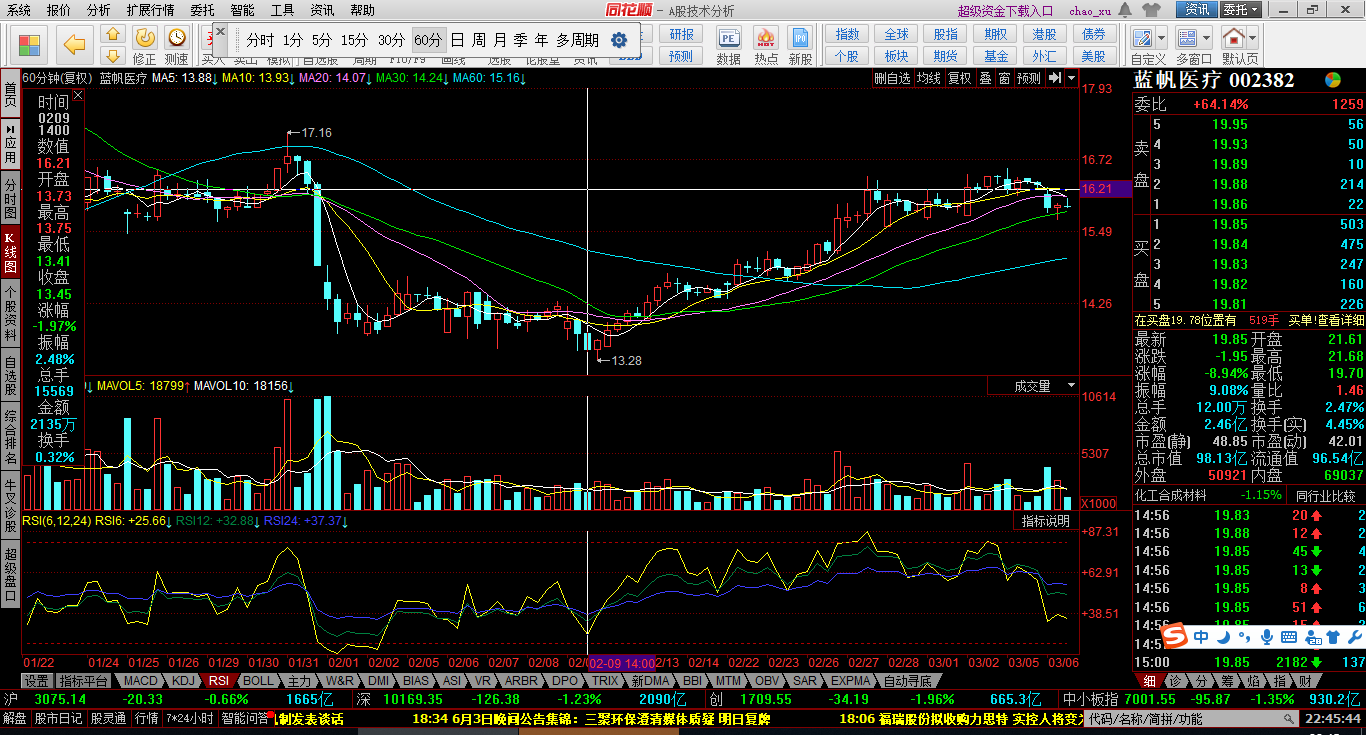 系统 报价 分析 扩展行情 委托 智能 工具 资讯 帮助 同花顺 - A股技术分析 超级资金下载入口 chao_xu 资讯 委托
修正 测速 分时 1分 5分 15分 30分 60分 日 周 月 季 年 多周期 研报 预测 数据 热点 新股
指数 全球 股指 期权 港股 债券
个股 板块 期货 基金 外汇 美股
自定义 多窗口 默认页
首页
应用
分时图
K线图
个股资料
自选股
综合排名
牛叉诊股
超级盘口
60分钟(复权) 蓝帆医疗 MA5: 13.88↓ MA10: 13.93↓ MA20: 14.07↓ MA30: 14.24↓ MA60: 15.16↓
删自选 均线 复权 叠 窗 预测
时间
0209
1400
数值
16.21
开盘
13.73
最高
13.75
最低
13.41
收盘
13.45
涨幅
-1.97%
振幅
2.48%
总手
15569
金额
2135万
换手
0.32%
17.16
13.28
17.93
16.72
16.21
15.49
14.26
MAVOL5: 18799↑ MAVOL10: 18156↓
成交量
10614
5307
X1000
RSI(6,12,24) RSI6: +25.66↓ RSI12: +32.88↓ RSI24: +37.37↓
指标说明
+87.31
+62.91
+38.51
01/22 01/24 01/25 01/26 01/29 01/30 01/31 02/01 02/02 02/05 02/06 02/07 02/08 02-09 14:00 2/13 02/14 02/22 02/23 02/26 02/27 02/28 03/01 03/02 03/05 03/06
设置 指标平台 MACD KDJ RSI BOLL 主力 W&R DMI BIAS ASI VR ARBR DPO TRIX 新DMA BBI MTM OBV SAR EXPMA 自动寻底
蓝帆医疗 002382
委比 +64.14% 1259
卖盘
5 19.95 56
4 19.93 50
3 19.89 10
2 19.88 214
1 19.86 22
买盘
1 19.85 503
2 19.84 475
3 19.83 247
4 19.82 160
5 19.81 226
在买盘19.78位置有 519手 买单!查看详细
最新 19.85 开盘 21.61
涨跌 -1.95 最高 21.68
涨幅 -8.94% 最低 19.70
振幅 9.08% 量比 1.46
总手 12.00万 换手 2.47%
金额 2.46亿 换手(实) 4.45%
市盈(静) 48.85 市盈(动) 42.01
总市值 98.13亿 流通值 96.54亿
外盘 50921 内盘 69037
化工合成材料 -1.15% 同行业比较
14:56 19.83 20 2
14:56 19.88 12 2
14:56 19.85 45 4
14:56 19.85 13 2
14:56 19.85 8 3
14:56 19.85 51 6
14:56 19.85 15
14:5
中
15:00 19.85 2182 137
细 诊 分 筹 焰 指 财
沪 3075.14 -20.33 -0.66% 1665亿 深 10169.35 -126.38 -1.23% 2090亿 创 1709.55 -34.19 -1.96% 665.3亿 中小板指 7001.55 -95.87 -1.35% 930.2亿
解盘 股市日记 股灵通 行情 7*24小时 智能问答 制发表谈话 18:34 6月3日晚间公告集锦：三聚环保澄清媒体质疑 明日复牌 18:06 福瑞股份拟收购力思特 实控人将变 代码/名称/简拼/功能 22:45:44